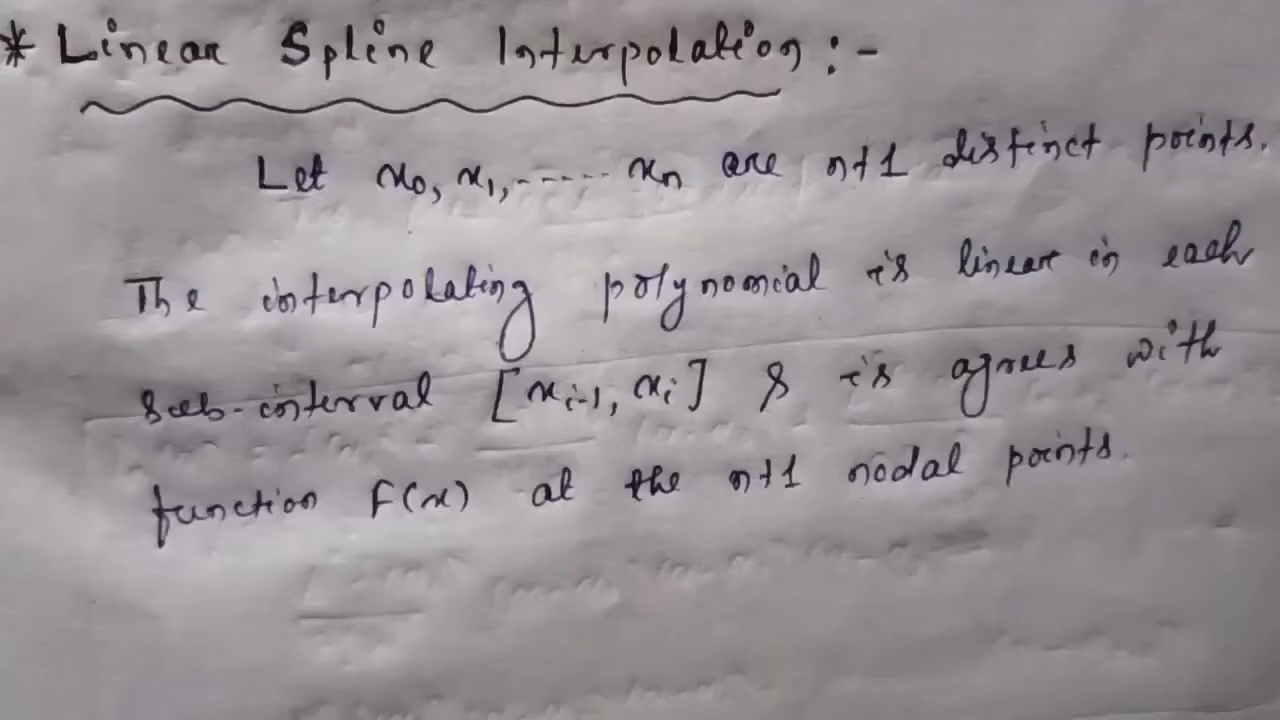 * Linear Spline Interpolation :-
Let x₀, x₁, ------ xₙ are n+1 distinct points.
The interpolating polynomial is linear in each
sub-interval [xᵢ₋₁, xᵢ] & is agrees with
function F(x) at the n+1 nodal points.